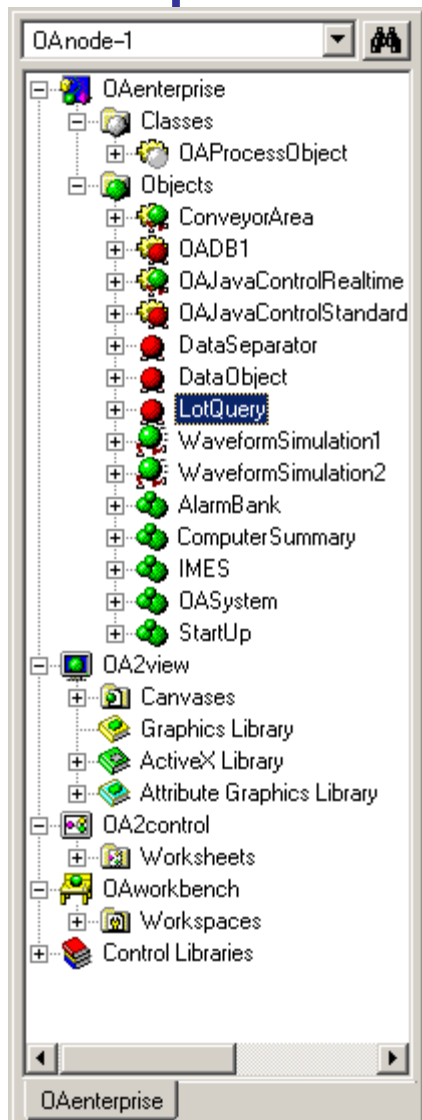 OAnode-1
OAenterprise
Classes
OAProcessObject
Objects
ConveyorArea
OADB1
OAJavaControlRealtime
OAJavaControlStandard
DataSeparator
DataObject
LotQuery
WaveformSimulation1
WaveformSimulation2
AlarmBank
ComputerSummary
IMES
OASystem
StartUp
OA2view
Canvases
Graphics Library
ActiveX Library
Attribute Graphics Library
OA2control
Worksheets
OAworkbench
Workspaces
Control Libraries
OAenterprise